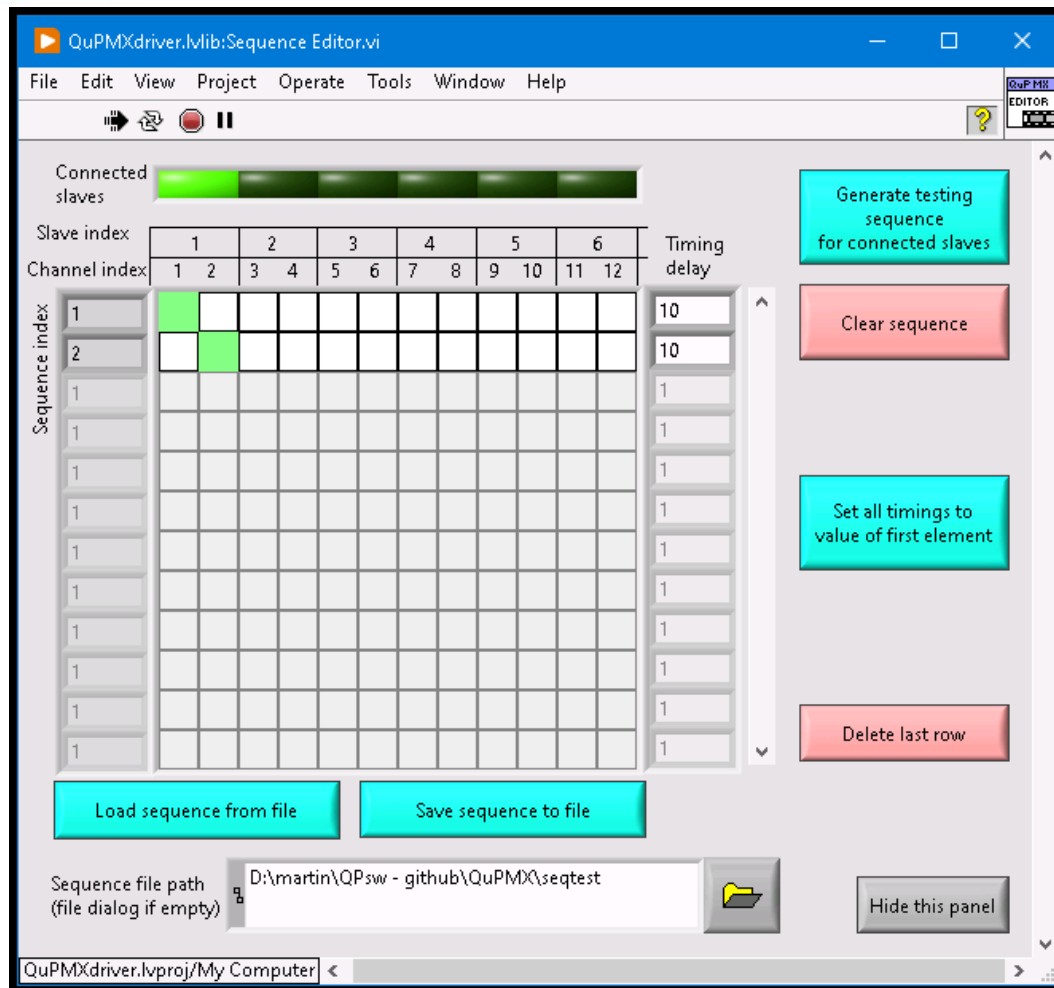 QuPMXdriver.lvlib:Sequence Editor.vi
File Edit View Project Operate Tools Window Help
QuP MX
EDITOR
Connected
slaves
Generate testing
sequence
for connected slaves
Slave index 1 2 3 4 5 6
Timing
delay
Channel index 1 2 3 4 5 6 7 8 9 10 11 12
Sequence index
1 10
2 10
1 1
1 1
1 1
1 1
1 1
1 1
1 1
1 1
1 1
1 1
Clear sequence
Set all timings to
value of first element
Delete last row
Load sequence from file
Save sequence to file
Sequence file path
(file dialog if empty)
D:\martin\QPsw - github\QuPMX\seqtest
Hide this panel
QuPMXdriver.lvproj/My Computer